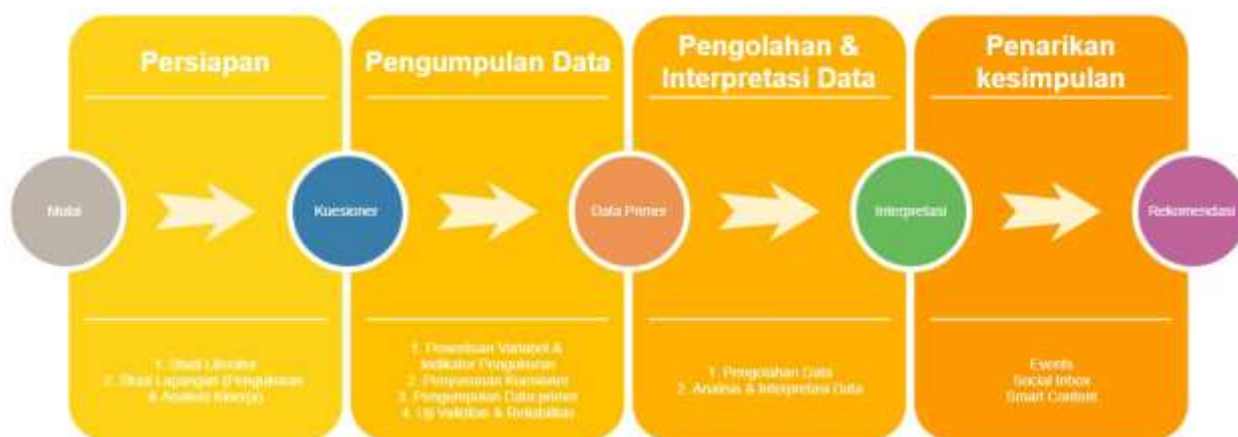 Persiapan
Pengumpulan Data
Pengolahan &
Interpretasi Data
Penarikan
kesimpulan
Mulai
Kuesioner
Data Primer
Interpretasi
Rekomendasi
1. Studi Literatur
2. Studi Lapangan (Pengukuran
& Analisis Kinerja)
1. Penentuan Variabel &
Indikator Pengukuran
2. Penyusunan Kuesioner
3. Pengumpulan Data primer
4. Uji Validitas & Reliabilitas
1. Pengolahan Data
2. Analisis & Interpretasi Data
Events
Social Inbox
Smart Content